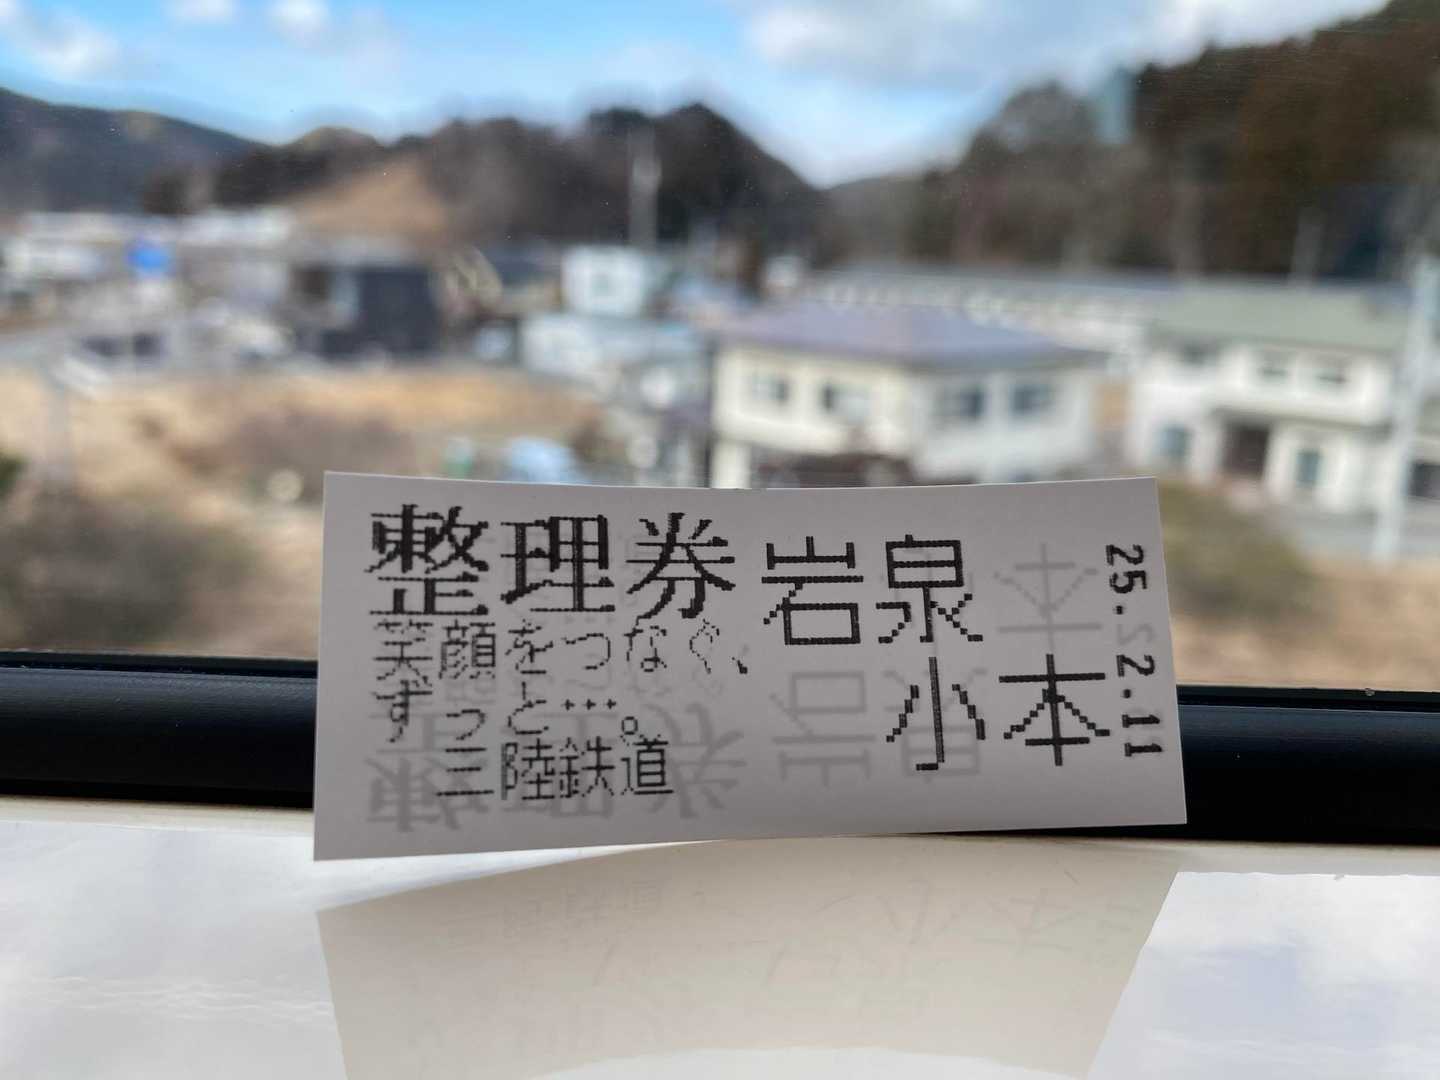 整理券
笑顔をつなぐ、
ずっと…。
三陸鉄道
岩泉
小本
25.-2.11